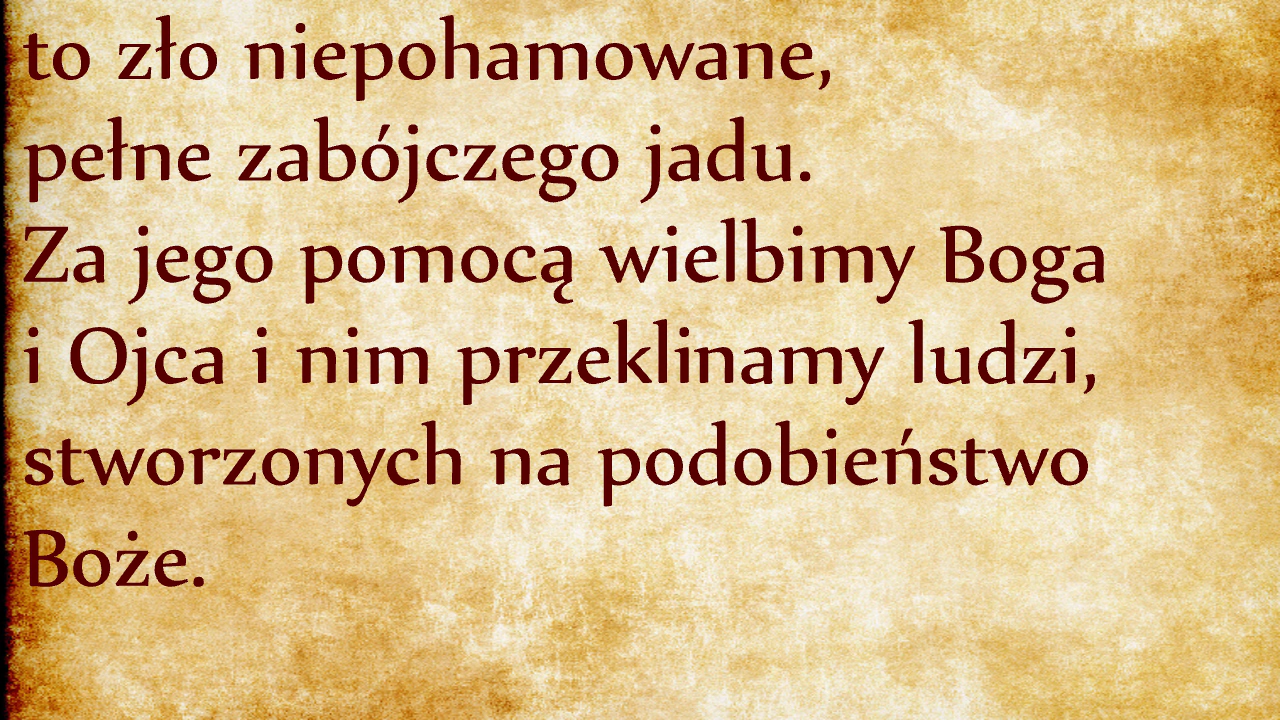 to zło niepohamowane,
pełne zabójczego jadu.
Za jego pomocą wielbimy Boga
i Ojca i nim przeklinamy ludzi,
stworzonych na podobieństwo
Boże.